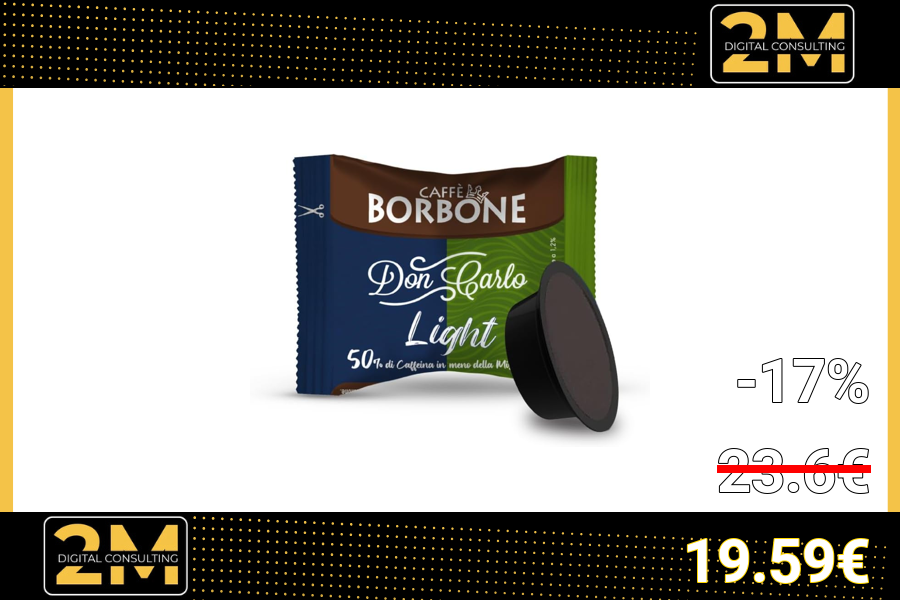 2M
DIGITAL CONSULTING
CAFFÈ
BORBONE
Don Carlo
Light
50% di Caffeina in meno della
-17%
23.6€
2M
DIGITAL CONSULTING
19.59€